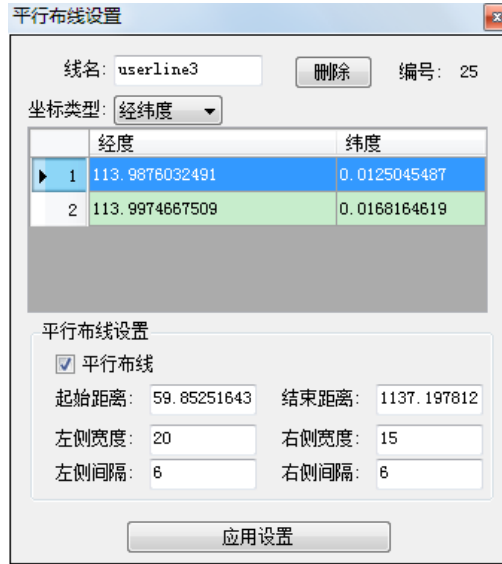 平行布线设置
线名: userline3 删除 编号: 25
坐标类型: 经纬度
经度 纬度
1 113.9876032491 0.0125045487
2 113.9974667509 0.0168164619
平行布线设置
平行布线
起始距离: 59.85251643 结束距离: 1137.197812
左侧宽度: 20 右侧宽度: 15
左侧间隔: 6 右侧间隔: 6
应用设置